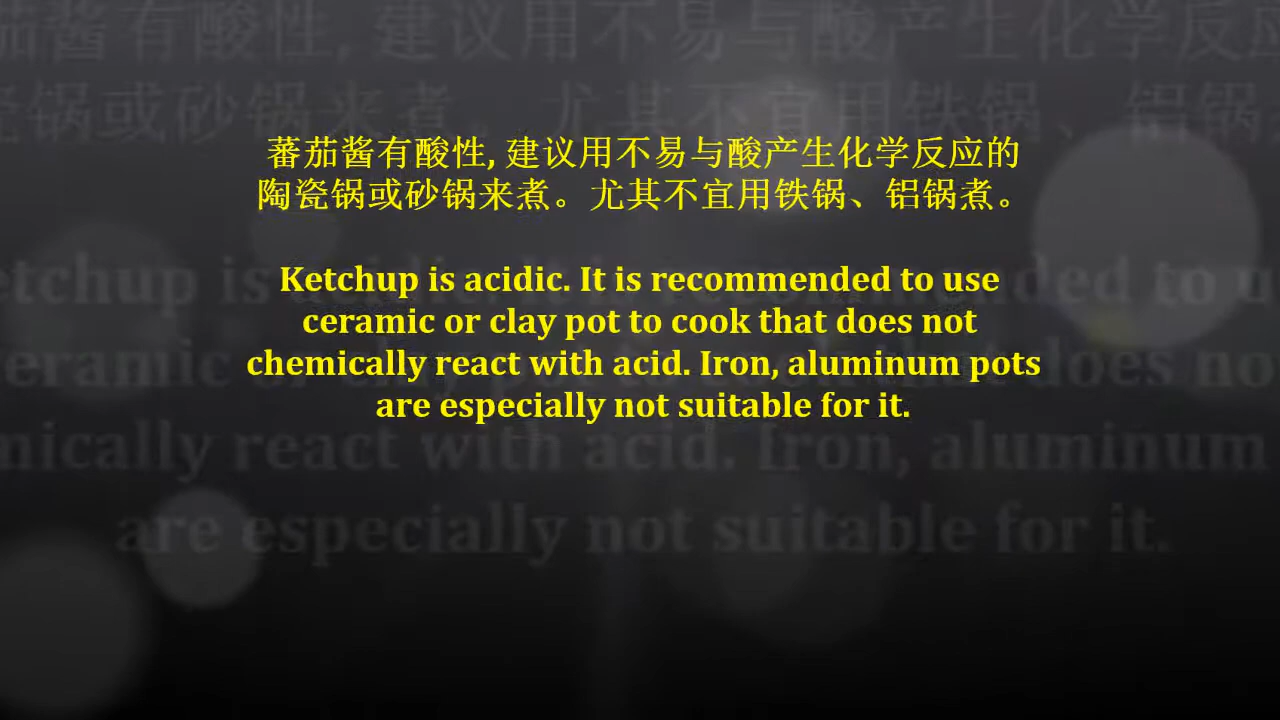 蕃茄酱有酸性, 建议用不易与酸产生化学反应的
陶瓷锅或砂锅来煮。尤其不宜用铁锅、铝锅煮。
Ketchup is acidic. It is recommended to use
ceramic or clay pot to cook that does not
chemically react with acid. Iron, aluminum pots
are especially not suitable for it.